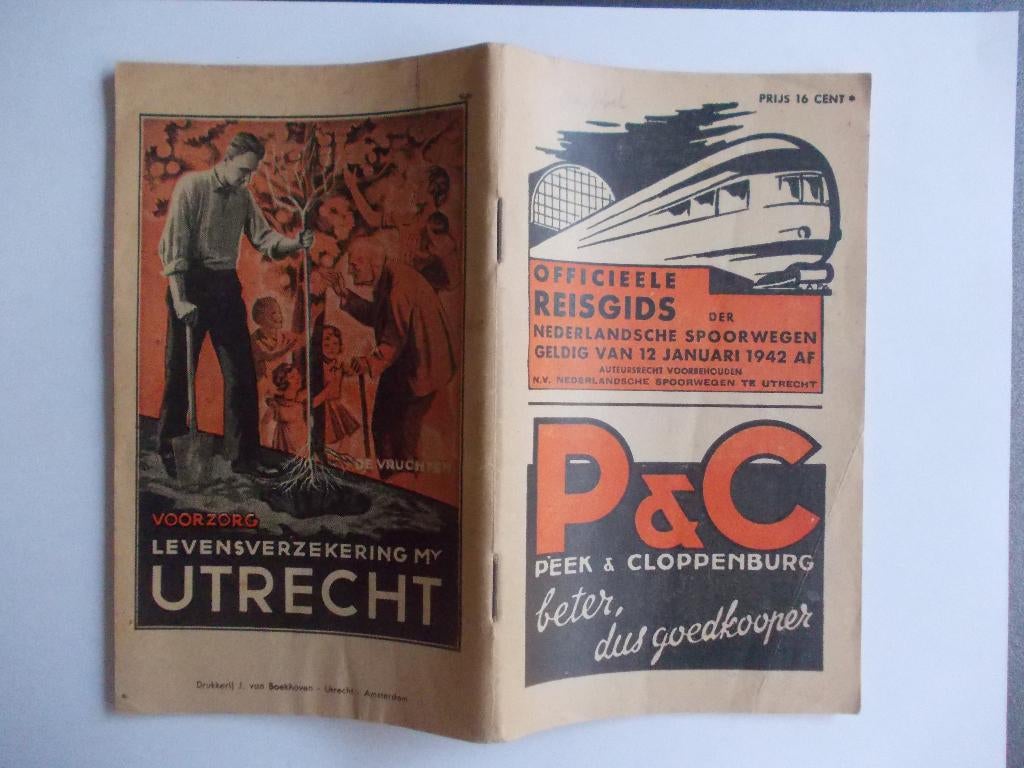 DE VRUCHTEN
VOORZORG
LEVENSVERZEKERING MY
UTRECHT
Drukkerij J. van Boekhoven - Utrecht - Amsterdam
PRIJS 16 CENT *
OFFICIEELE
REISGIDS DER
NEDERLANDSCHE SPOORWEGEN
GELDIG VAN 12 JANUARI 1942 AF
AUTEURSRECHT VOORBEHOUDEN
N.V. NEDERLANDSCHE SPOORWEGEN TE UTRECHT
P&C
PEEK & CLOPPENBURG
beter,
dus goedkooper